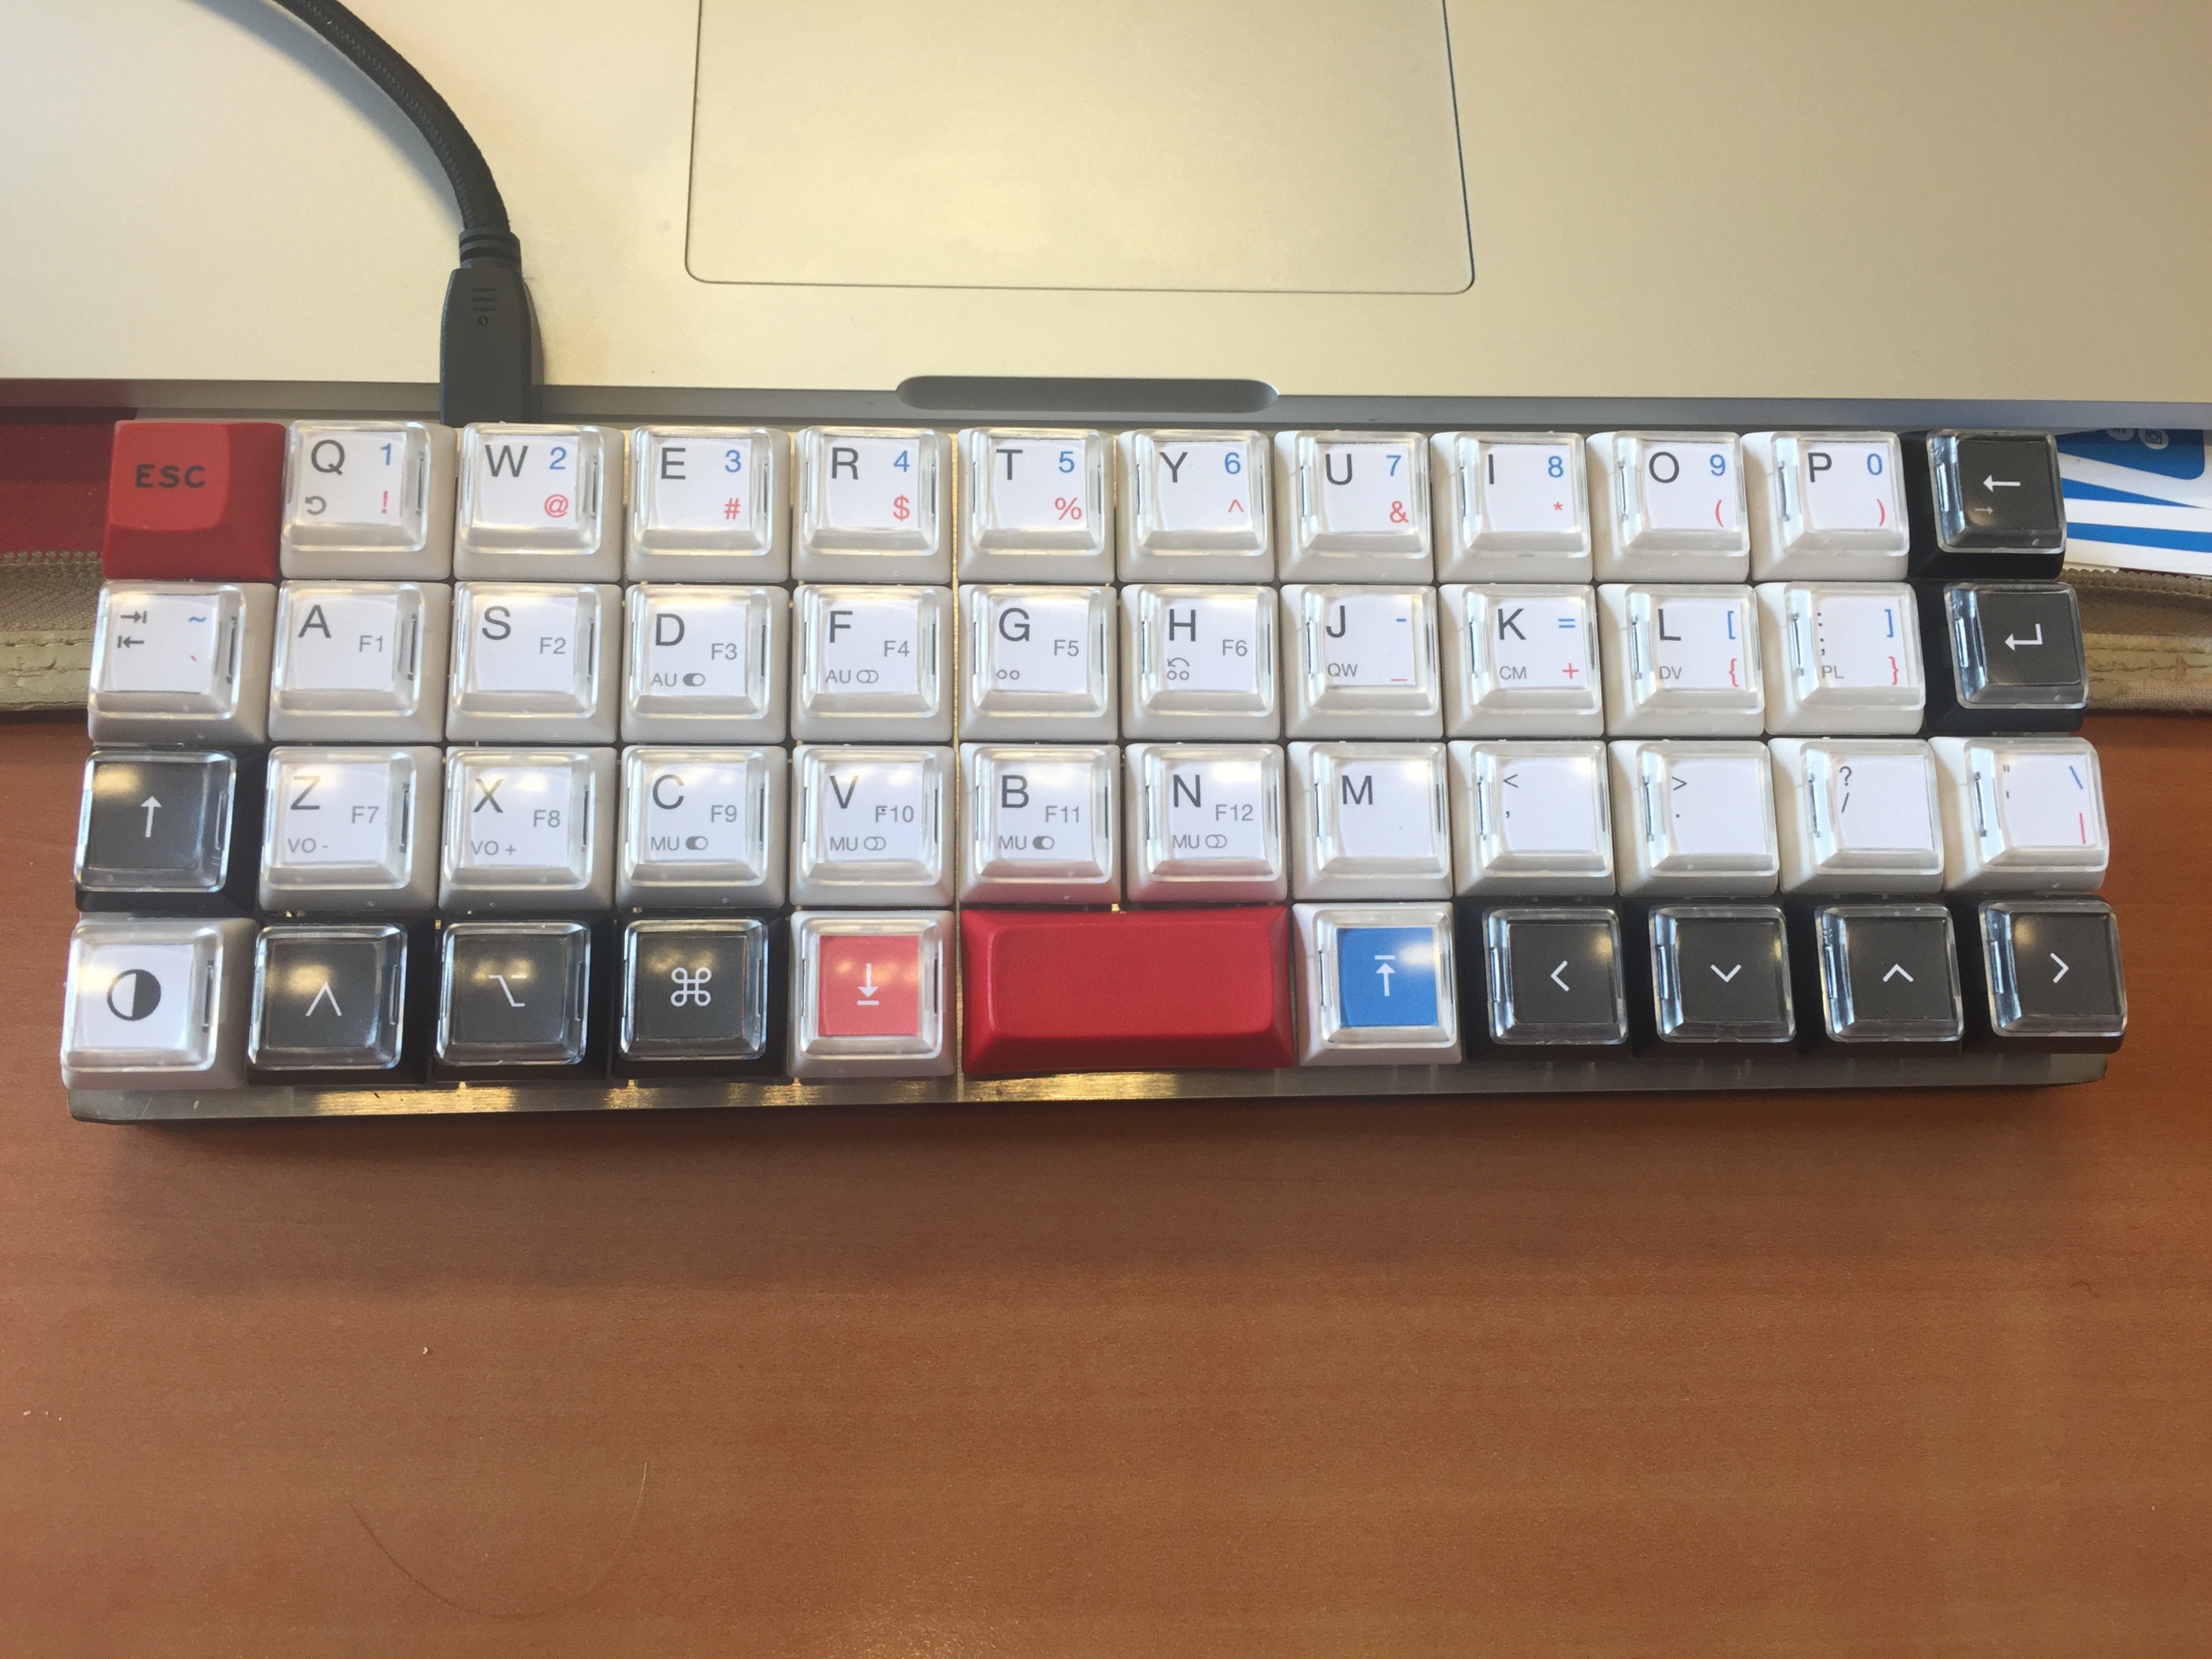 ESC Q 1 ! W 2 @ E 3 # R 4 $ T 5 % Y 6 ^ U 7 & I 8 * O 9 ( P 0 ) ←
~ ` A F1 S F2 D F3 AU F F4 AU G F5 H F6 J - QW _ K = CM + L [ DV { : ; ] PL }
↑ Z F7 VO - X F8 VO + C F9 MU V F10 MU B F11 MU N F12 MU M < , > . ? / " ' \ |
⌥ ⌘